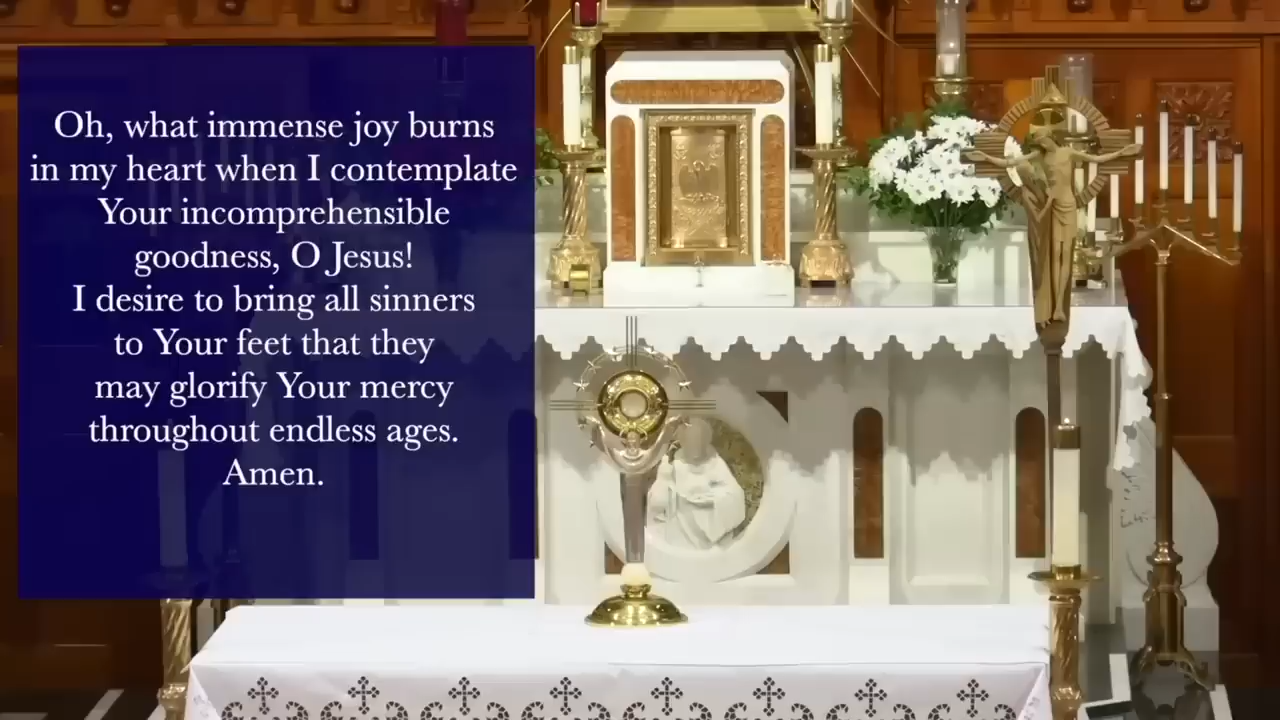 Oh, what immense joy burns
in my heart when I contemplate
Your incomprehensible
goodness, O Jesus!
I desire to bring all sinners
to Your feet that they
may glorify Your mercy
throughout endless ages.
Amen.